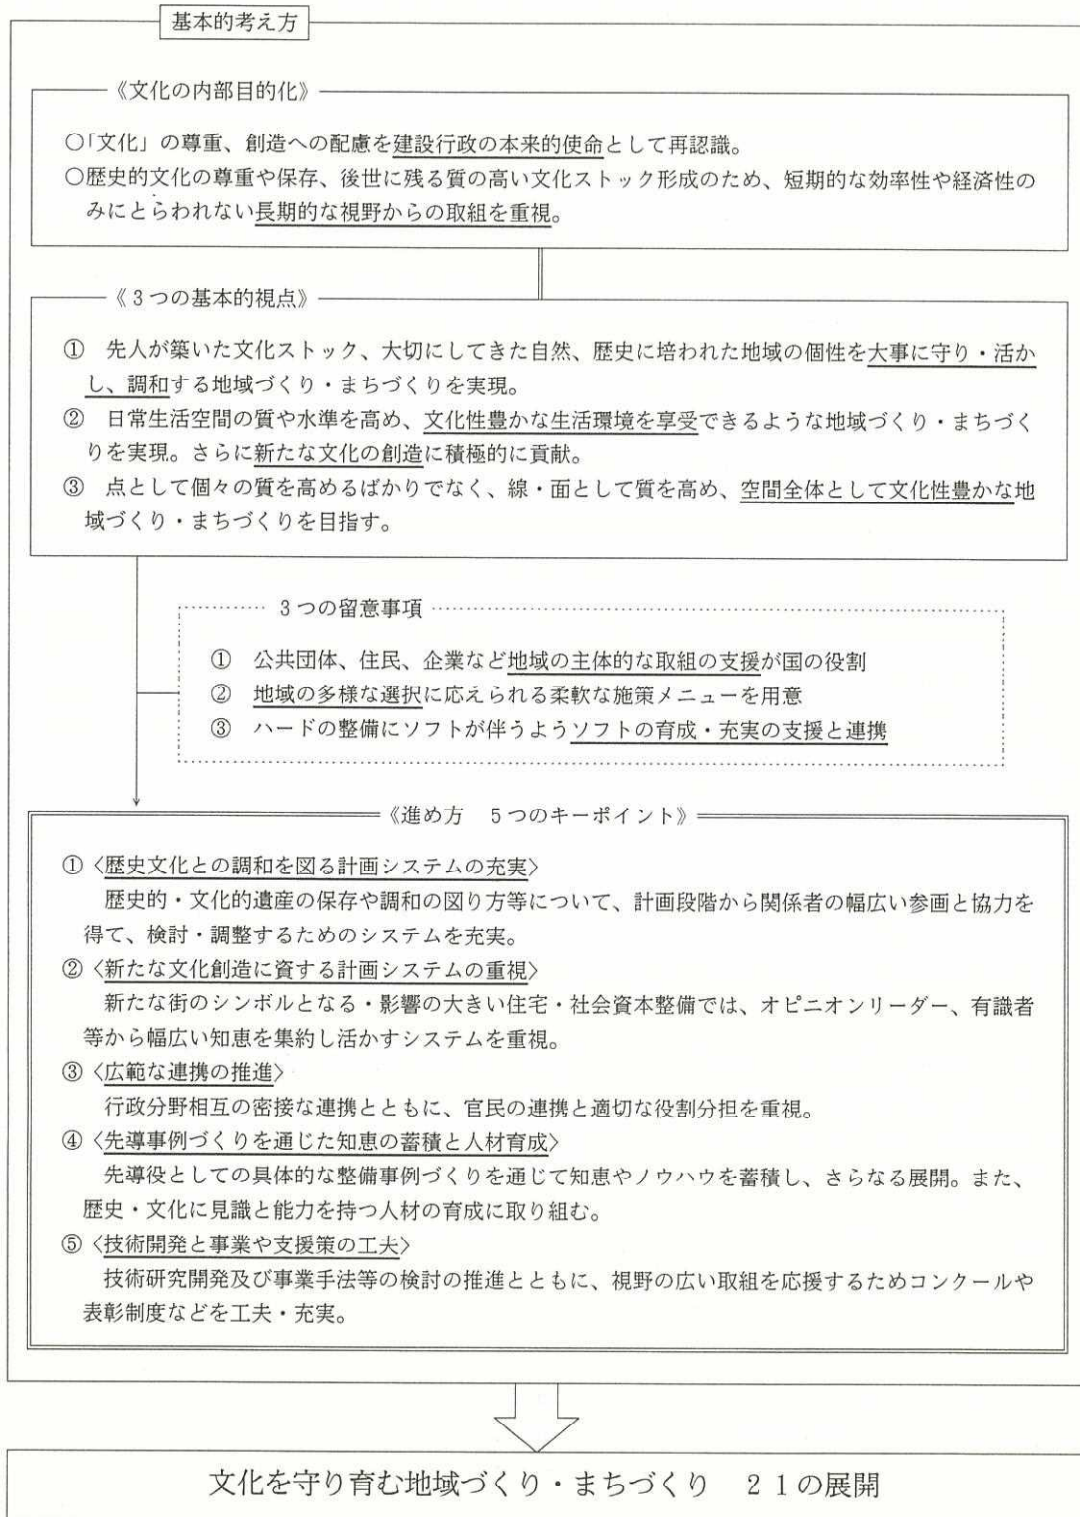 基本的考え方
《文化の内部目的化》
○「文化」の尊重、創造への配慮を建設行政の本来的使命として再認識。
○歴史的文化の尊重や保存、後世に残る質の高い文化ストック形成のため、短期的な効率性や経済性の
みにとらわれない長期的な視野からの取組を重視。
《3つの基本的視点》
① 先人が築いた文化ストック、大切にしてきた自然、歴史に培われた地域の個性を大事に守り・活か
し、調和する地域づくり・まちづくりを実現。
② 日常生活空間の質や水準を高め、文化性豊かな生活環境を享受できるような地域づくり・まちづく
りを実現。さらに新たな文化の創造に積極的に貢献。
③ 点として個々の質を高めるばかりでなく、線・面として質を高め、空間全体として文化性豊かな地
域づくり・まちづくりを目指す。
3つの留意事項
① 公共団体、住民、企業など地域の主体的な取組の支援が国の役割
② 地域の多様な選択に応えられる柔軟な施策メニューを用意
③ ハードの整備にソフトが伴うようソフトの育成・充実の支援と連携
《進め方 5つのキーポイント》
①〈歴史文化との調和を図る計画システムの充実〉
歴史的・文化的遺産の保存や調和の図り方等について、計画段階から関係者の幅広い参画と協力を
得て、検討・調整するためのシステムを充実。
②〈新たな文化創造に資する計画システムの重視〉
新たな街のシンボルとなる・影響の大きい住宅・社会資本整備では、オピニオンリーダー、有識者
等から幅広い知恵を集約し活かすシステムを重視。
③〈広範な連携の推進〉
行政分野相互の密接な連携とともに、官民の連携と適切な役割分担を重視。
④〈先導事例づくりを通じた知恵の蓄積と人材育成〉
先導役としての具体的な整備事例づくりを通じて知恵やノウハウを蓄積し、さらなる展開。また、
歴史・文化に見識と能力を持つ人材の育成に取り組む。
⑤〈技術開発と事業や支援策の工夫〉
技術研究開発及び事業手法等の検討の推進とともに、視野の広い取組を応援するためコンクールや
表彰制度などを工夫・充実。
文化を守り育む地域づくり・まちづくり 21の展開